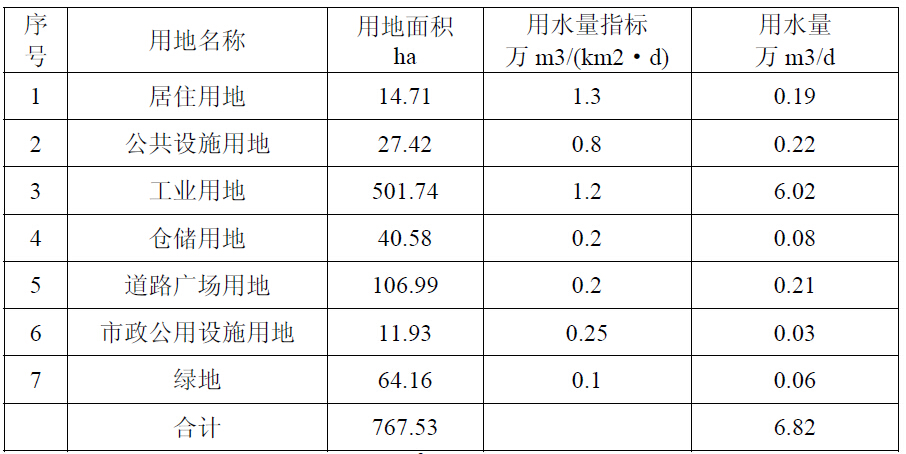 序号 用地名称 用地面积 ha 用水量指标 万 m3/(km2·d) 用水量 万 m3/d
1 居住用地 14.71 1.3 0.19
2 公共设施用地 27.42 0.8 0.22
3 工业用地 501.74 1.2 6.02
4 仓储用地 40.58 0.2 0.08
5 道路广场用地 106.99 0.2 0.21
6 市政公用设施用地 11.93 0.25 0.03
7 绿地 64.16 0.1 0.06
合计 767.53 6.82